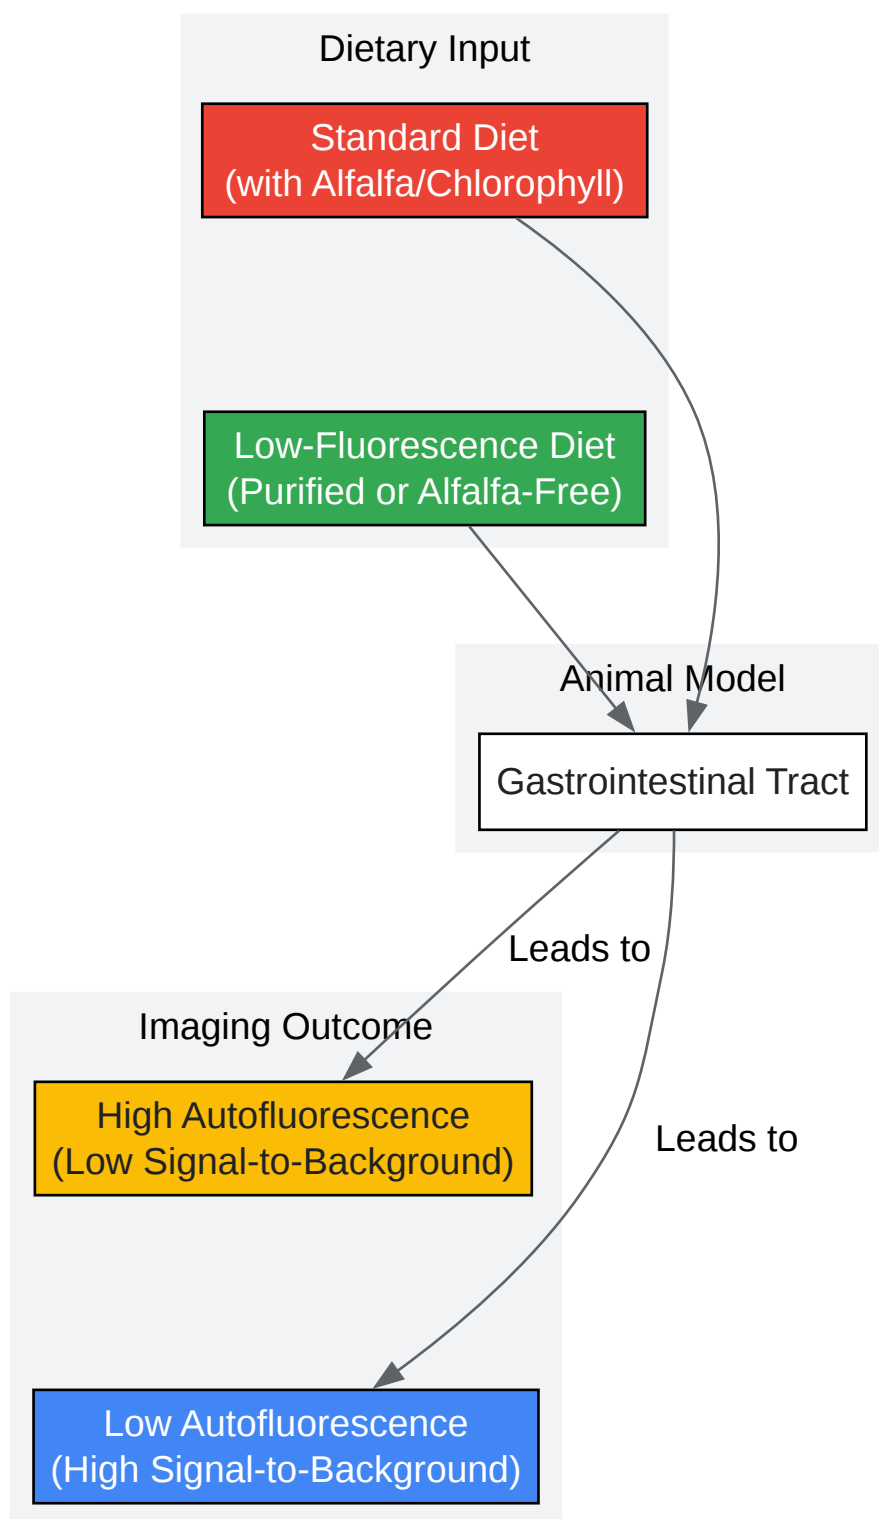 Dietary Input
Standard Diet
(with Alfalfa/Chlorophyll)
Low-Fluorescence Diet
(Purified or Alfalfa-Free)
Animal Model
Gastrointestinal Tract
Leads to
Imaging Outcome
High Autofluorescence
(Low Signal-to-Background)
Leads to
Low Autofluorescence
(High Signal-to-Background)